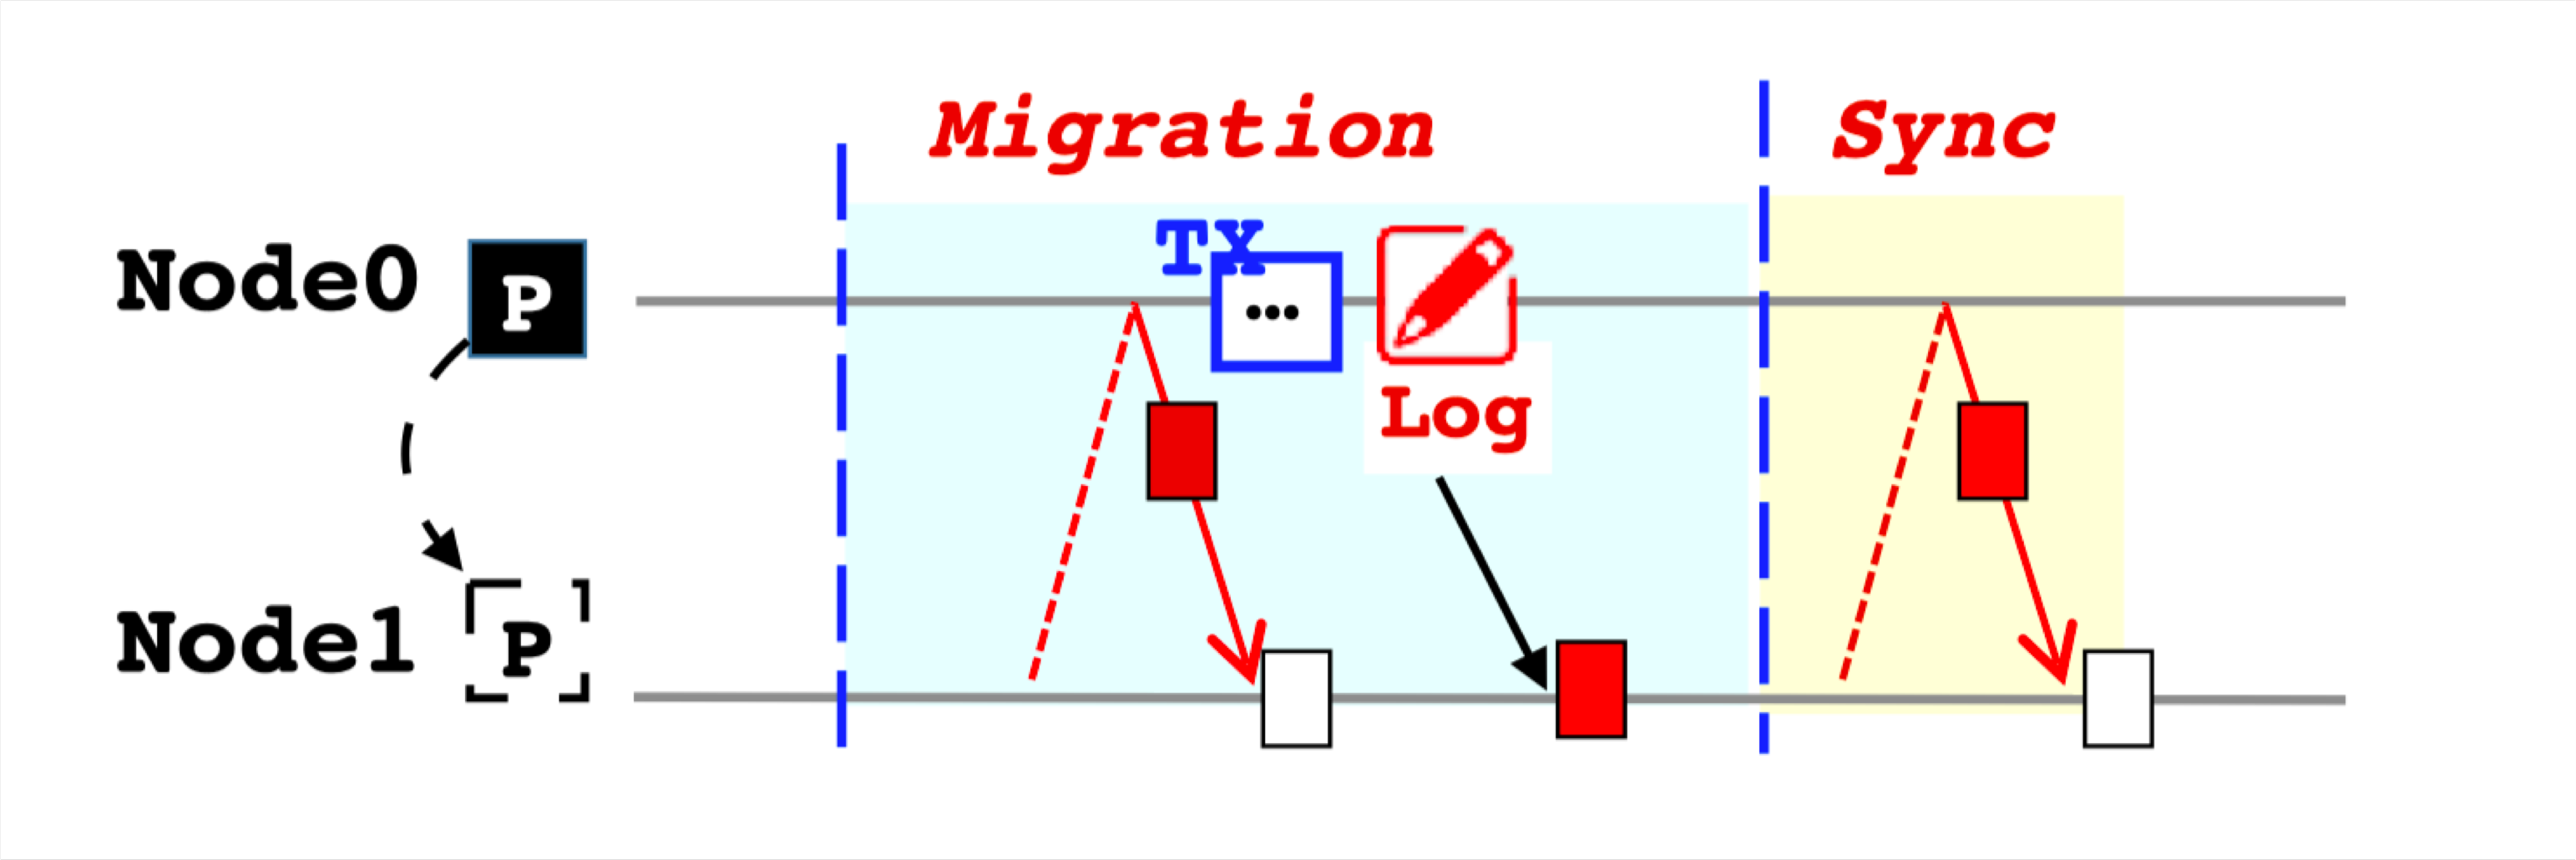 Migration
Sync
TX
Node0 P
...
Log
Node1 P